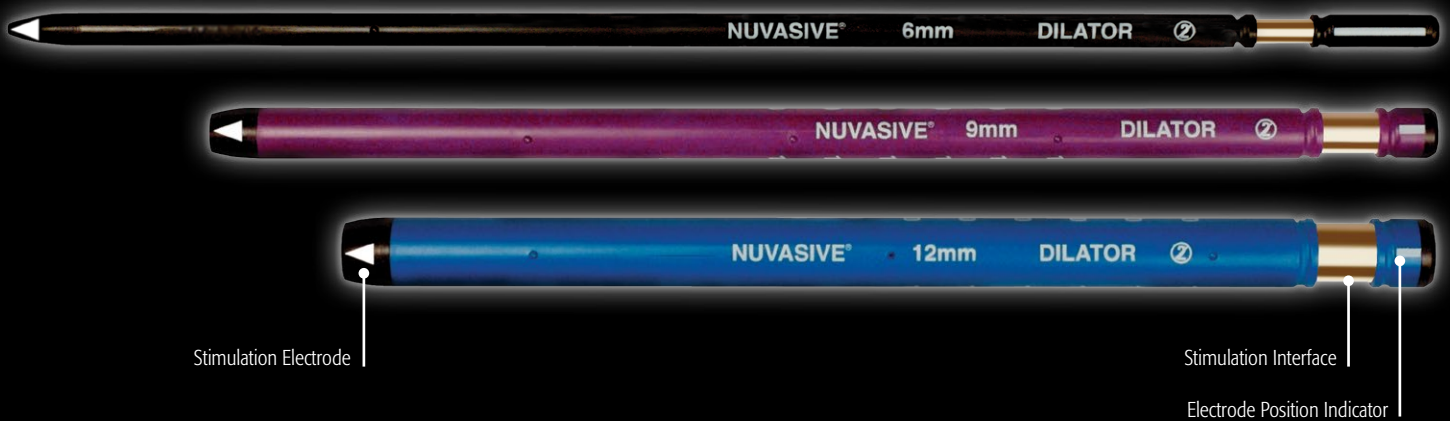 NUVASIVE® 6mm DILATOR ②
NUVASIVE® 9mm DILATOR ②
NUVASIVE® 12mm DILATOR ②
Stimulation Electrode
Stimulation Interface
Electrode Position Indicator